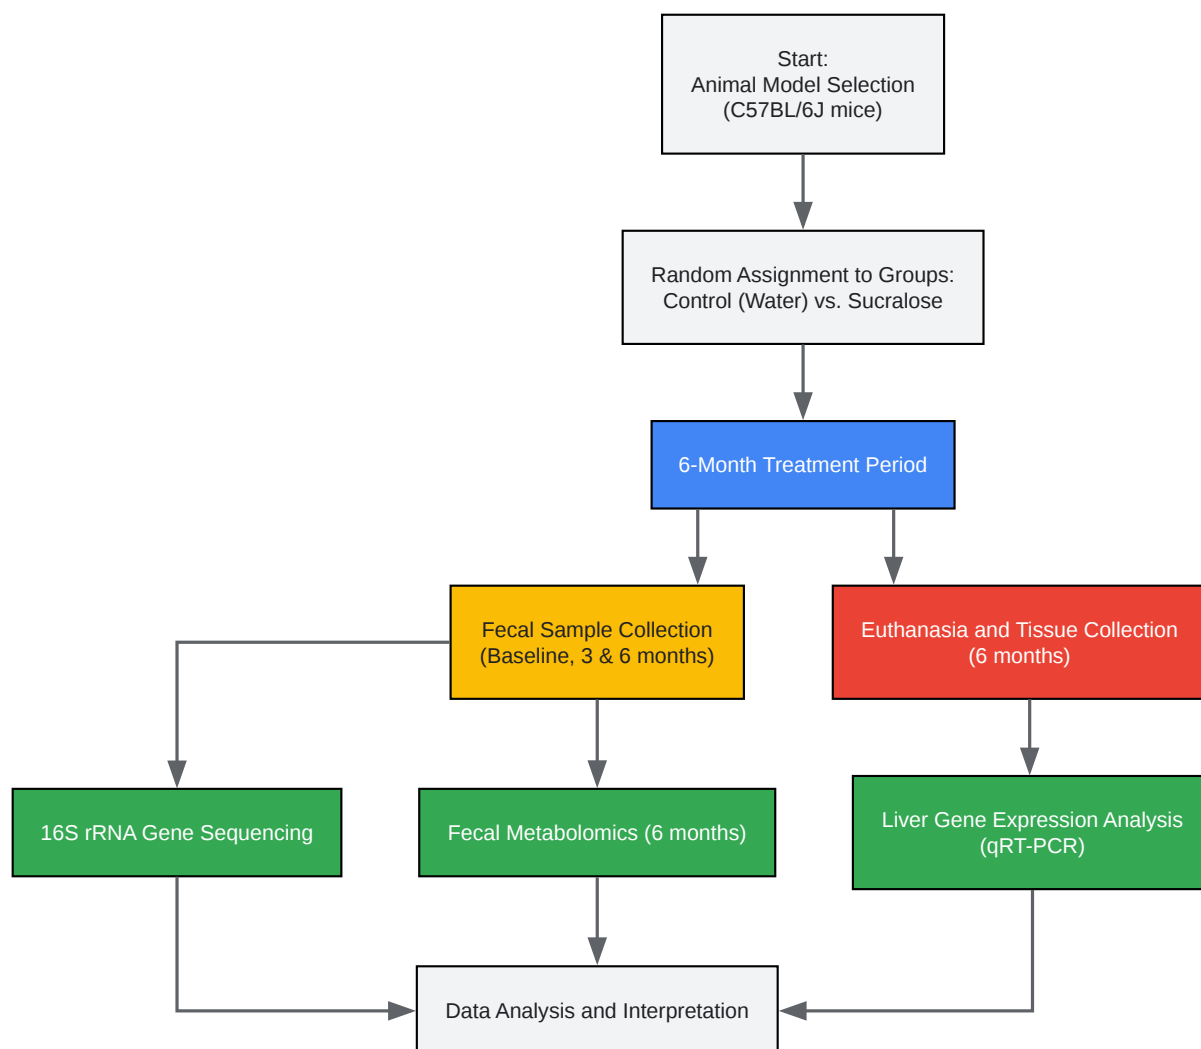 Start:
Animal Model Selection
(C57BL/6J mice)
Random Assignment to Groups:
Control (Water) vs. Sucralose
6-Month Treatment Period
Fecal Sample Collection
(Baseline, 3 & 6 months)
Euthanasia and Tissue Collection
(6 months)
16S rRNA Gene Sequencing
Fecal Metabolomics (6 months)
Liver Gene Expression Analysis
(qRT-PCR)
Data Analysis and Interpretation